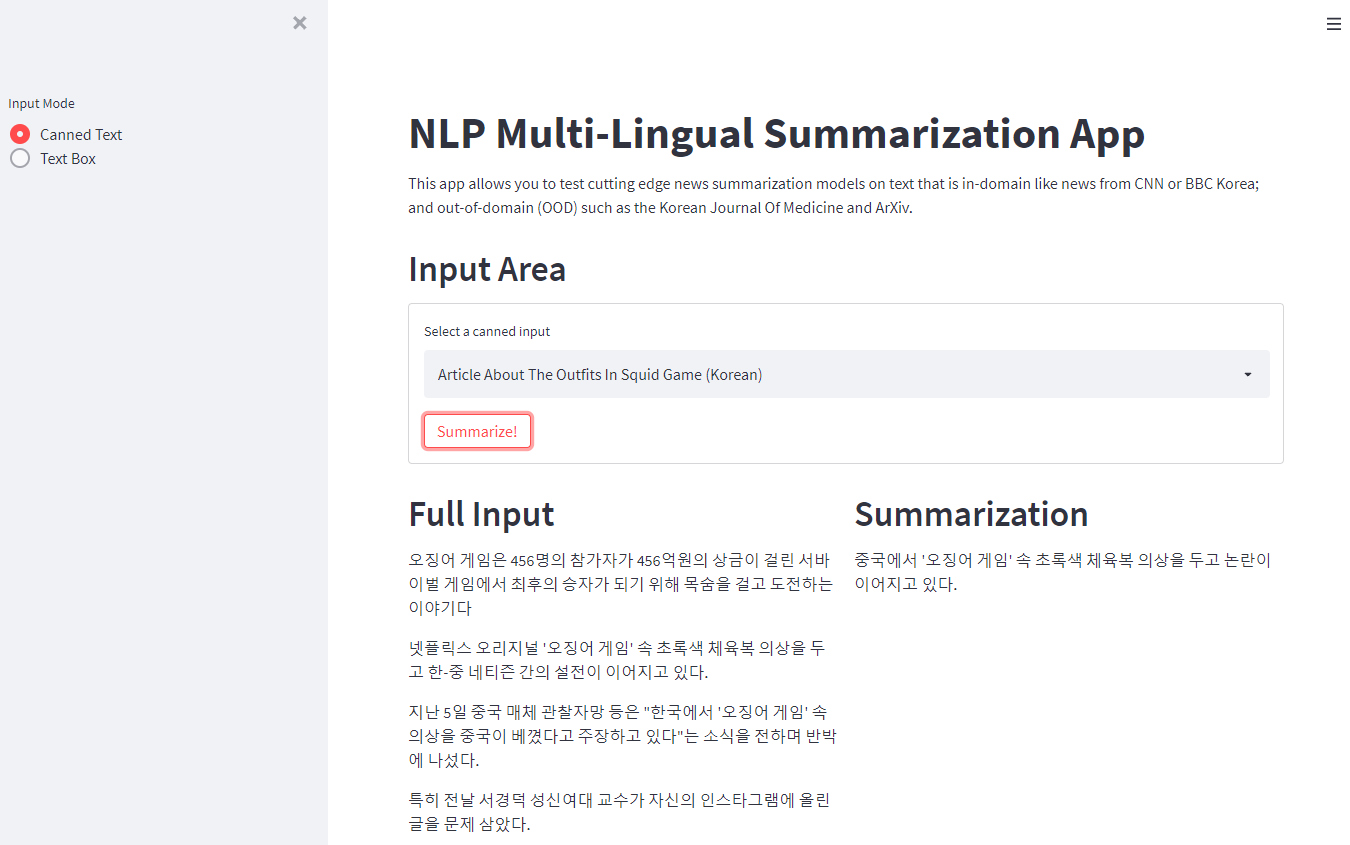 Input Mode
Canned Text
Text Box
NLP Multi-Lingual Summarization App
This app allows you to test cutting edge news summarization models on text that is in-domain like news from CNN or BBC Korea;
and out-of-domain (OOD) such as the Korean Journal Of Medicine and ArXiv.
Input Area
Select a canned input
Article About The Outfits In Squid Game (Korean)
Summarize!
Full Input
오징어 게임은 456명의 참가자가 456억원의 상금이 걸린 서바
이벌 게임에서 최후의 승자가 되기 위해 목숨을 걸고 도전하는
이야기다
넷플릭스 오리지널 '오징어 게임' 속 초록색 체육복 의상을 두
고 한-중 네티즌 간의 설전이 이어지고 있다.
지난 5일 중국 매체 관찰자망 등은 "한국에서 '오징어 게임' 속
의상을 중국이 베꼈다고 주장하고 있다"는 소식을 전하며 반박
에 나섰다.
특히 전날 서경덕 성신여대 교수가 자신의 인스타그램에 올린
글을 문제 삼았다.
Summarization
중국에서 '오징어 게임' 속 초록색 체육복 의상을 두고 논란이
이어지고 있다.